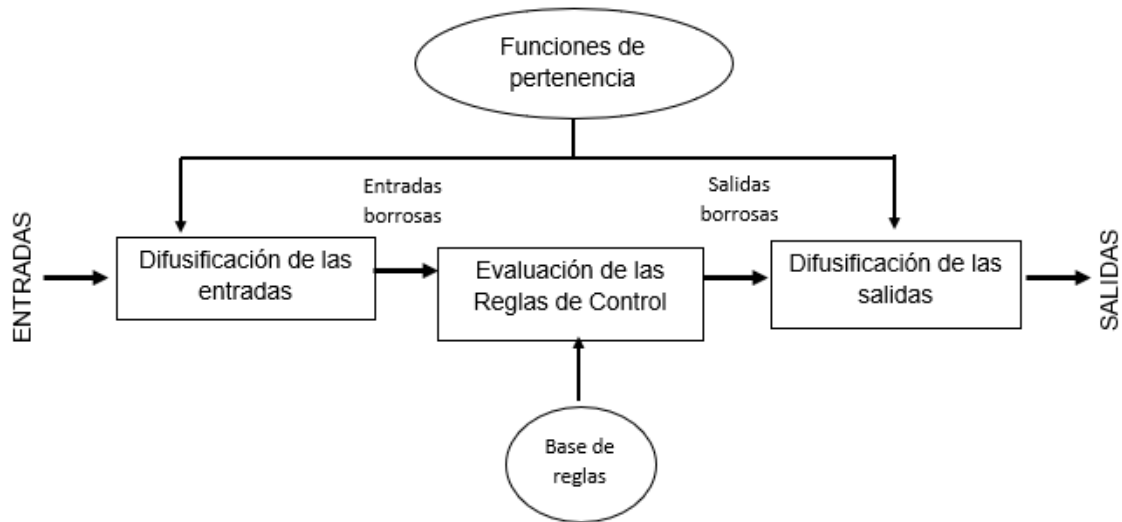 Funciones de
pertenencia
Entradas
borrosas
Salidas
borrosas
ENTRADAS
Difusificación de las
entradas
Evaluación de las
Reglas de Control
Difusificación de las
salidas
SALIDAS
Base de
reglas